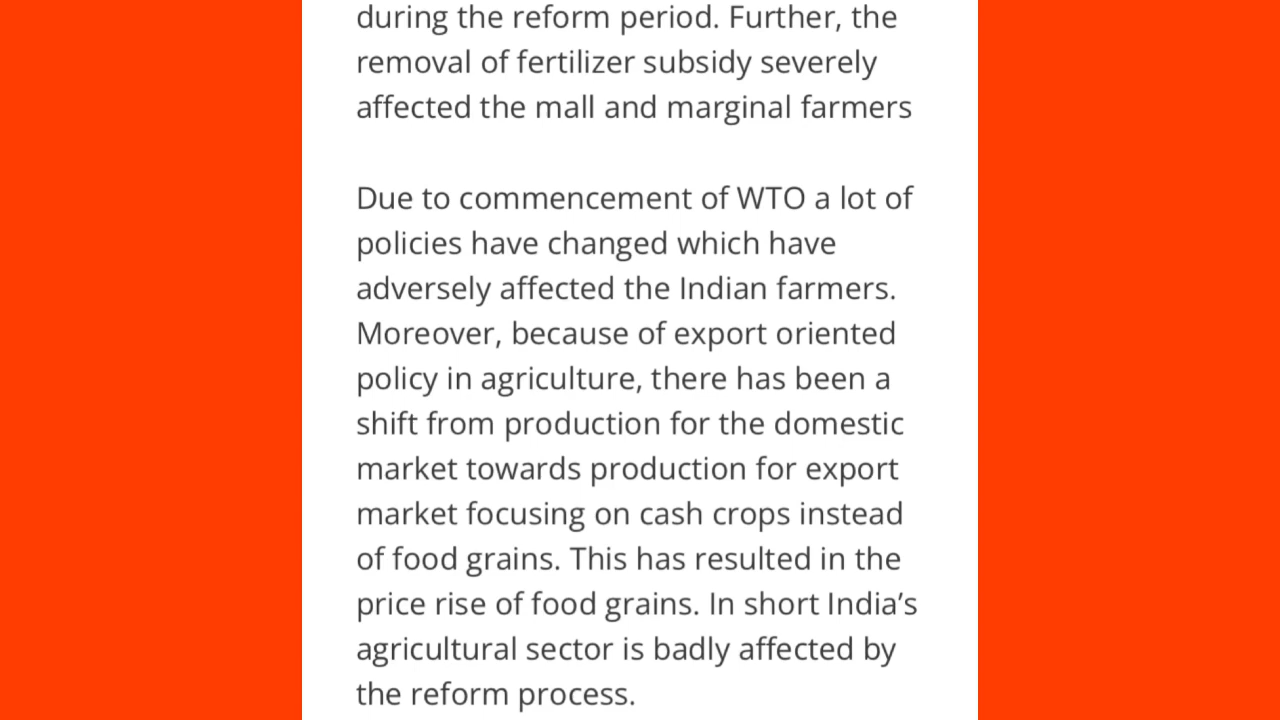 during the reform period. Further, the
removal of fertilizer subsidy severely
affected the mall and marginal farmers
Due to commencement of WTO a lot of
policies have changed which have
adversely affected the Indian farmers.
Moreover, because of export oriented
policy in agriculture, there has been a
shift from production for the domestic
market towards production for export
market focusing on cash crops instead
of food grains. This has resulted in the
price rise of food grains. In short India’s
agricultural sector is badly affected by
the reform process.